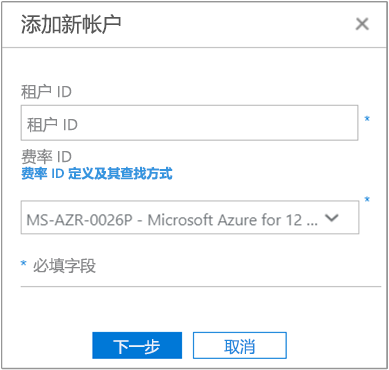 添加新帐户
租户 ID
租户 ID
*
费率 ID
费率 ID 定义及其查找方式
*
MS-AZR-0026P - Microsoft Azure for 12 ...
* 必填字段
下一步 取消